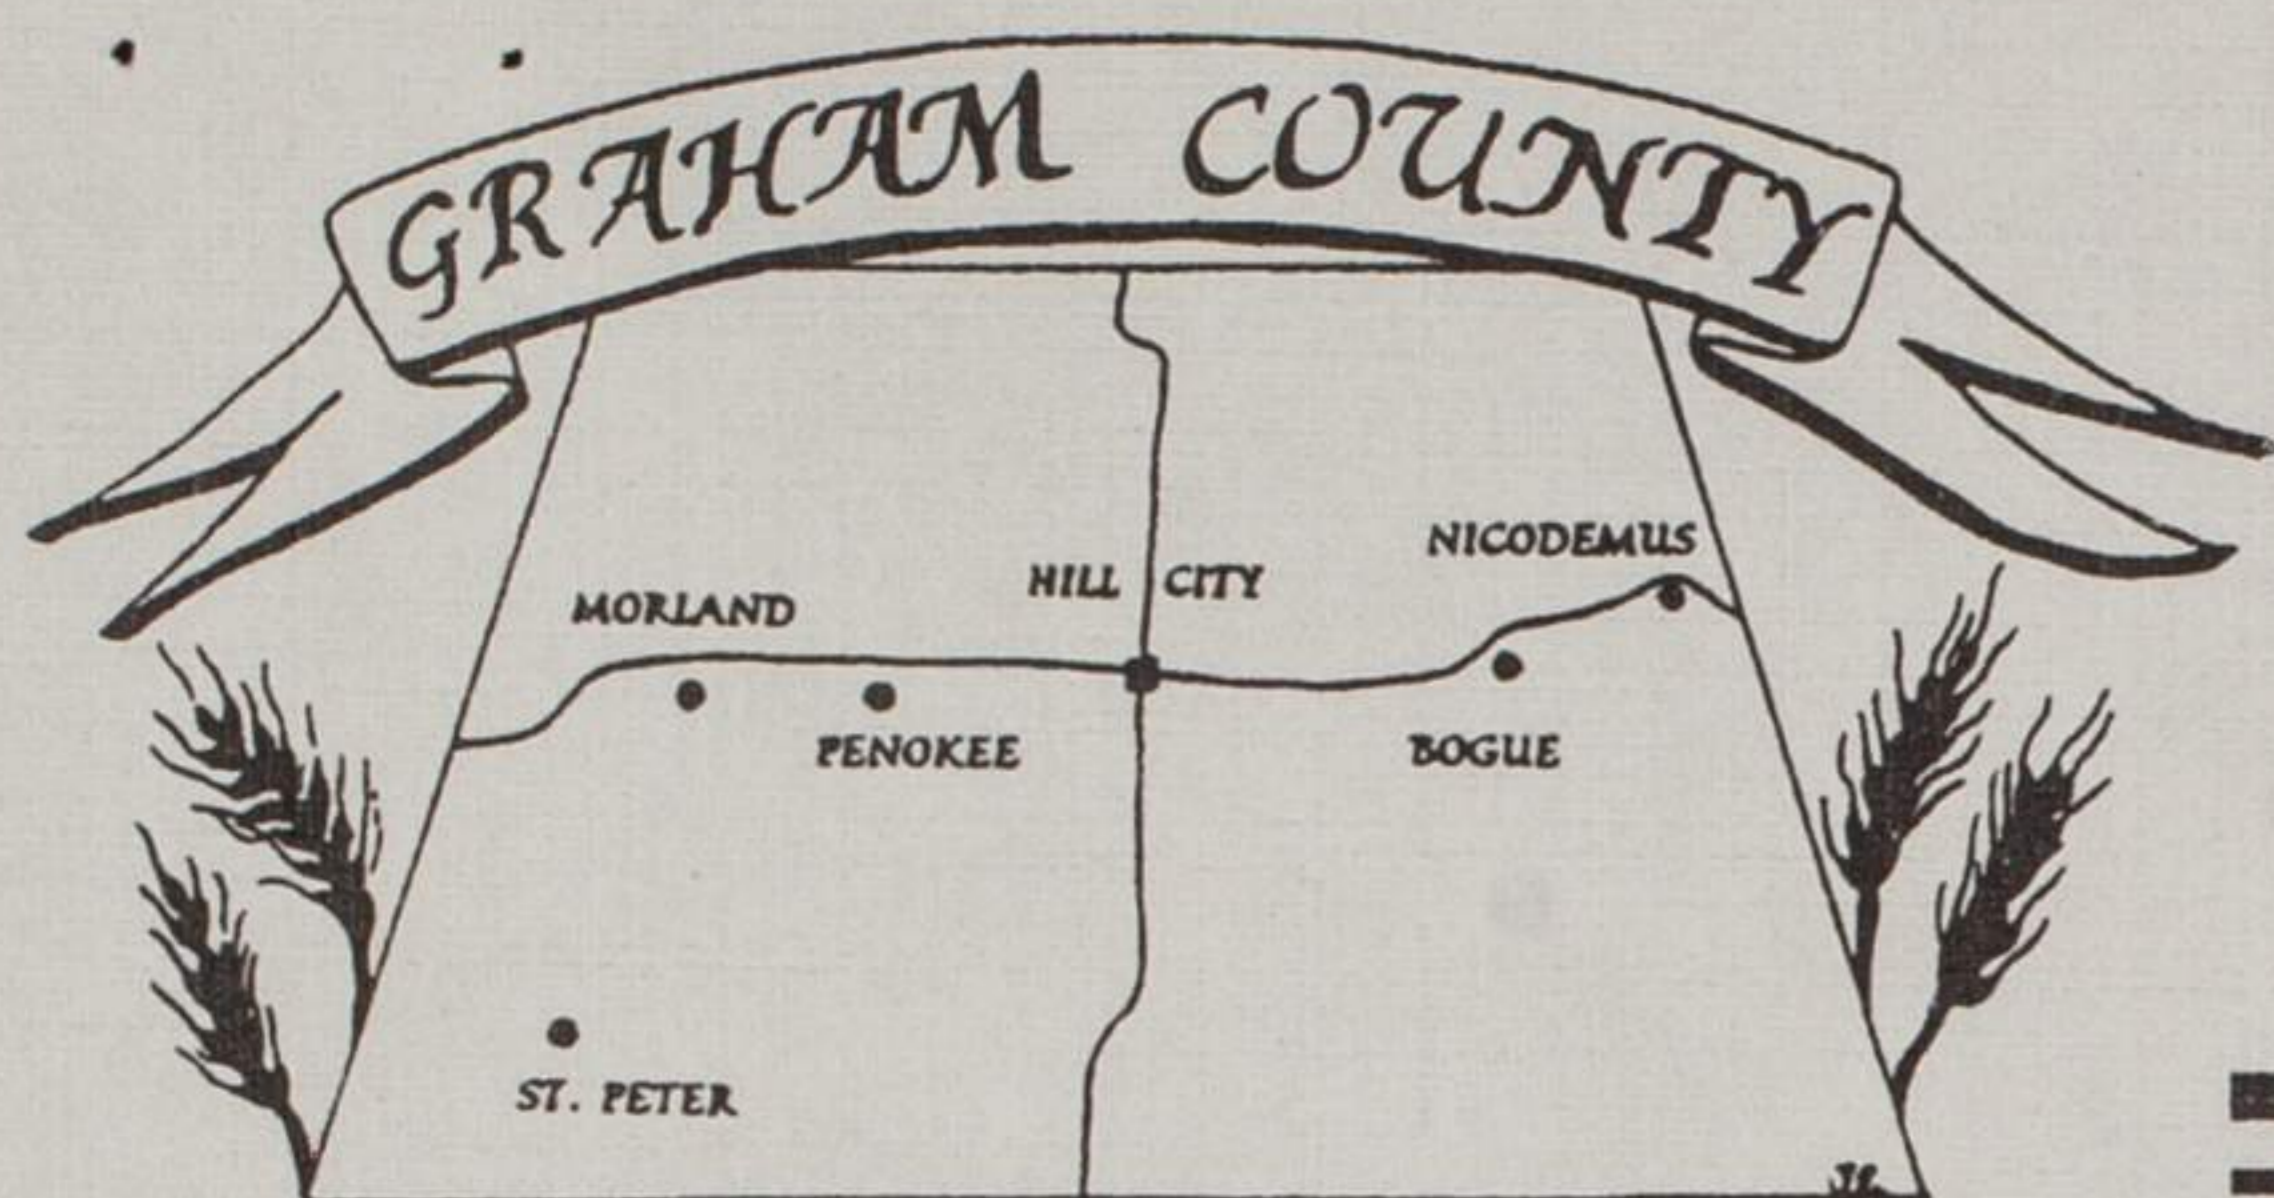 GRAHAM COUNTY
NICODEMUS
HILL CITY
MORLAND
PENOKEE
BOGUE
ST. PETER